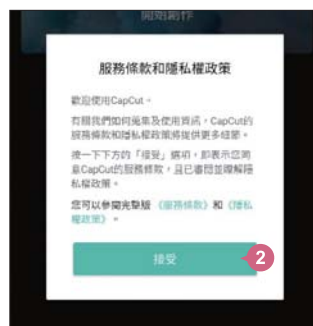 開始創作
服務條款和隱私權政策
歡迎使用CapCut。
有關我們如何蒐集及使用資訊，CapCut的
服務條款和隱私權政策將提供更多細節。
按一下下方的「接受」選項，即表示您同
意CapCut的服務條款，且已審閱並瞭解隱
私權政策。
您可以參閱完整版《服務條款》和《隱私
權政策》。
接受
2